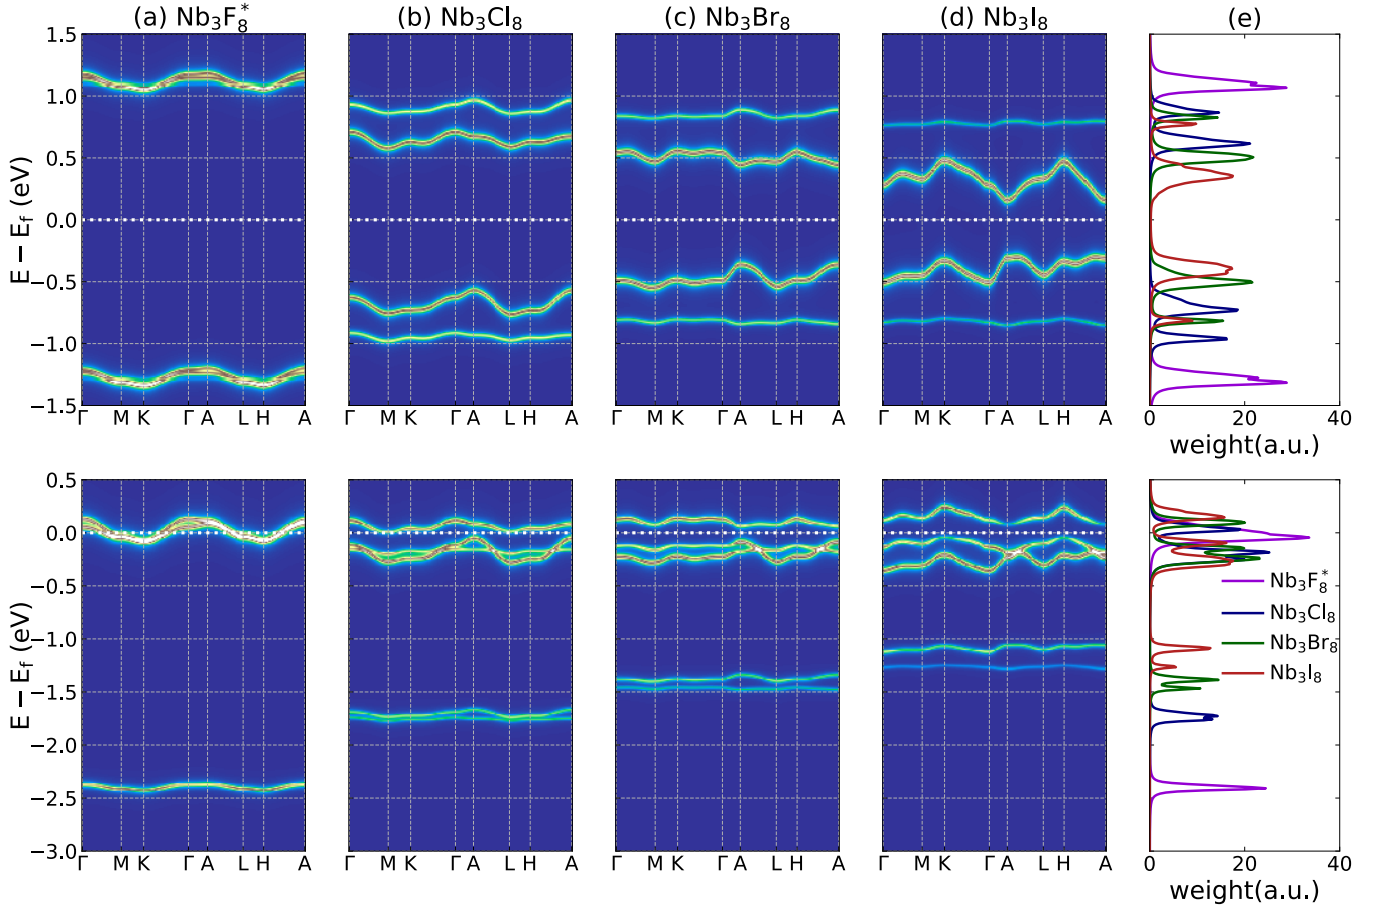 (a) Nb₃F₈* (b) Nb₃Cl₈ (c) Nb₃Br₈ (d) Nb₃I₈ (e)
E − E_f (eV)
1.5
1.0
0.5
0.0
−0.5
−1.0
−1.5
Γ M K Γ A L H A
Γ M K Γ A L H A
Γ M K Γ A L H A
Γ M K Γ A L H A
0 20 40
weight(a.u.)
E − E_f (eV)
0.5
0.0
−0.5
−1.0
−1.5
−2.0
−2.5
−3.0
Nb₃F₈*
Nb₃Cl₈
Nb₃Br₈
Nb₃I₈
Γ M K Γ A L H A
Γ M K Γ A L H A
Γ M K Γ A L H A
Γ M K Γ A L H A
0 20 40
weight(a.u.)